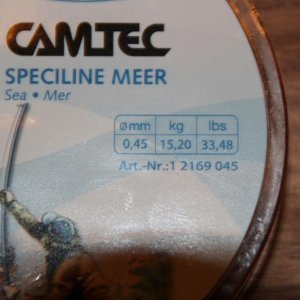 CAMTEC
SPECILINE MEER
Sea • Mer
ømm kg lbs
0,45 15,20 33,48
Art.-Nr.:1 2169 045